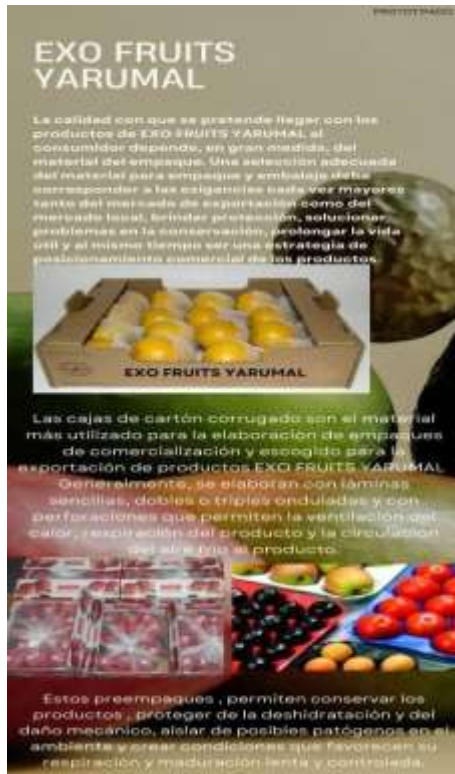 PROTOTIPADO
EXO FRUITS
YARUMAL
La calidad con que se pretende llegar con los
productos de EXO FRUITS YARUMAL al
consumidor depende, en gran medida, del
material del empaque. Una selección adecuada
del material para empaque y embalaje debe
corresponder a las exigencias cada vez mayores
tanto del mercado de exportación como del
mercado local, brindar protección, solucionar
problemas en la conservación, prolongar la vida
útil y al mismo tiempo ser una estrategia de
posicionamiento comercial de los productos
EXO FRUITS YARUMAL
Las cajas de cartón corrugado son el material
más utilizado para la elaboración de empaques
de comercialización y escogido para la
exportación de productos EXO FRUITS YARUMAL
Generalmente, se elaboran con láminas
sencillas, dobles o triples onduladas y con
perforaciones que permiten la ventilación del
calor, respiración del producto y la circulación
del aire frio al producto.
Estos preempaques , permiten conservar los
productos , proteger de la deshidratación y del
daño mecánico, aislar de posibles patógenos en el
ambiente y crear condiciones que favorecen su
respiración y maduración lenta y controlada.